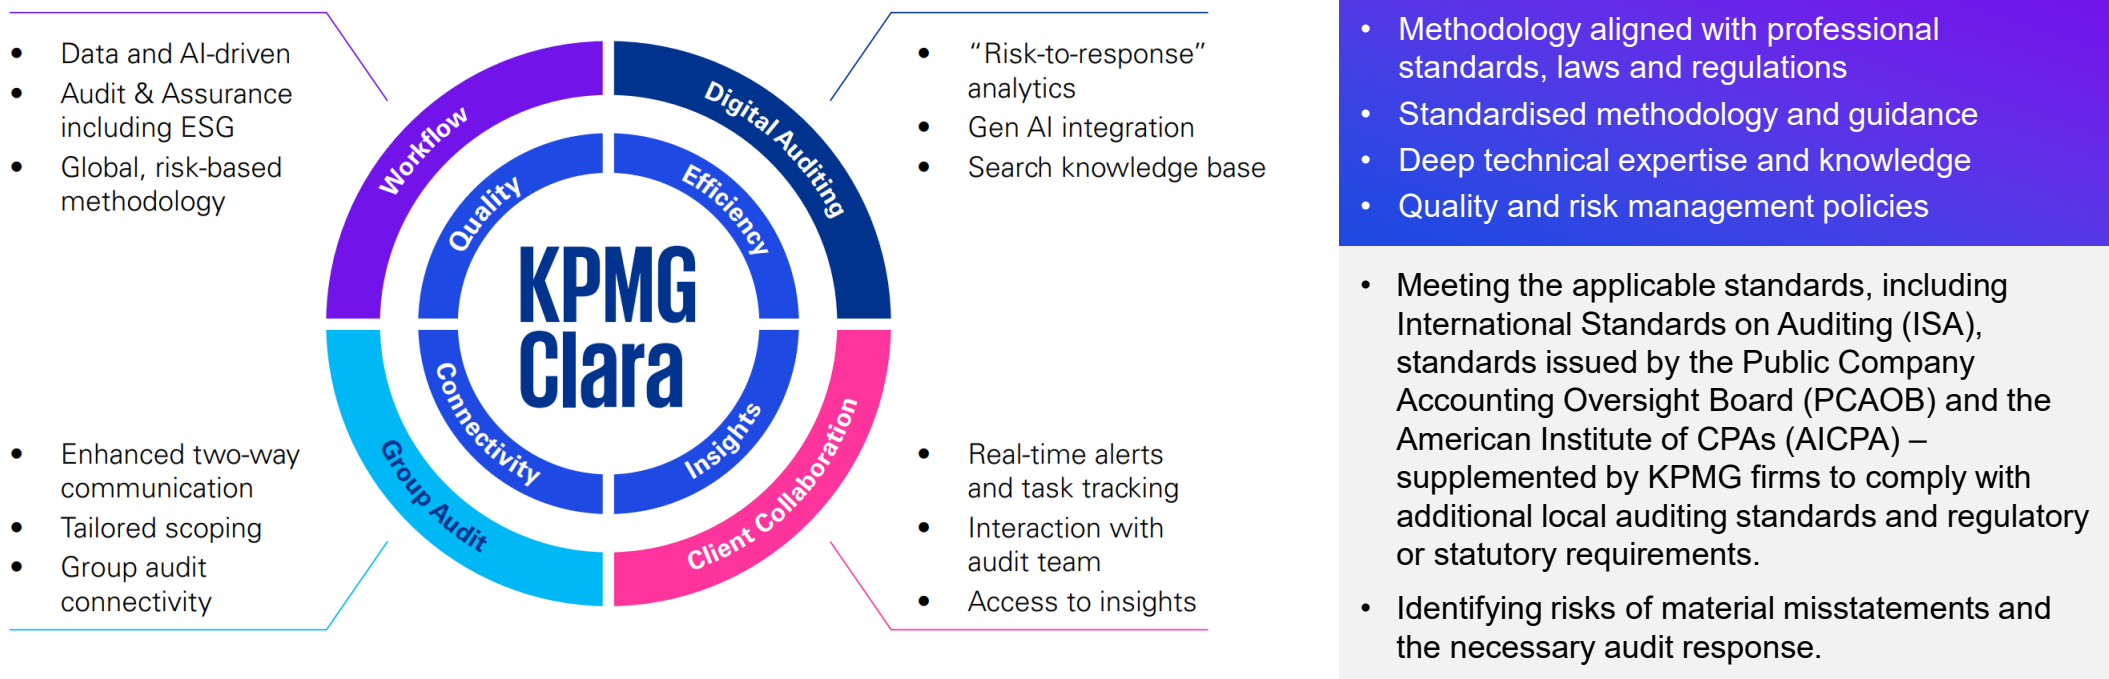 • Data and AI-driven
• Audit & Assurance
including ESG
• Global, risk-based
methodology
Workflow
Digital Auditing
• “Risk-to-response”
analytics
• Gen AI integration
• Search knowledge base
Quality
Efficiency
KPMG
Clara
Connectivity
Insights
• Enhanced two-way
communication
• Tailored scoping
• Group audit
connectivity
Group Audit
Client Collaboration
• Real-time alerts
and task tracking
• Interaction with
audit team
• Access to insights
• Methodology aligned with professional
standards, laws and regulations
• Standardised methodology and guidance
• Deep technical expertise and knowledge
• Quality and risk management policies
• Meeting the applicable standards, including
International Standards on Auditing (ISA),
standards issued by the Public Company
Accounting Oversight Board (PCAOB) and the
American Institute of CPAs (AICPA) –
supplemented by KPMG firms to comply with
additional local auditing standards and regulatory
or statutory requirements.
• Identifying risks of material misstatements and
the necessary audit response.